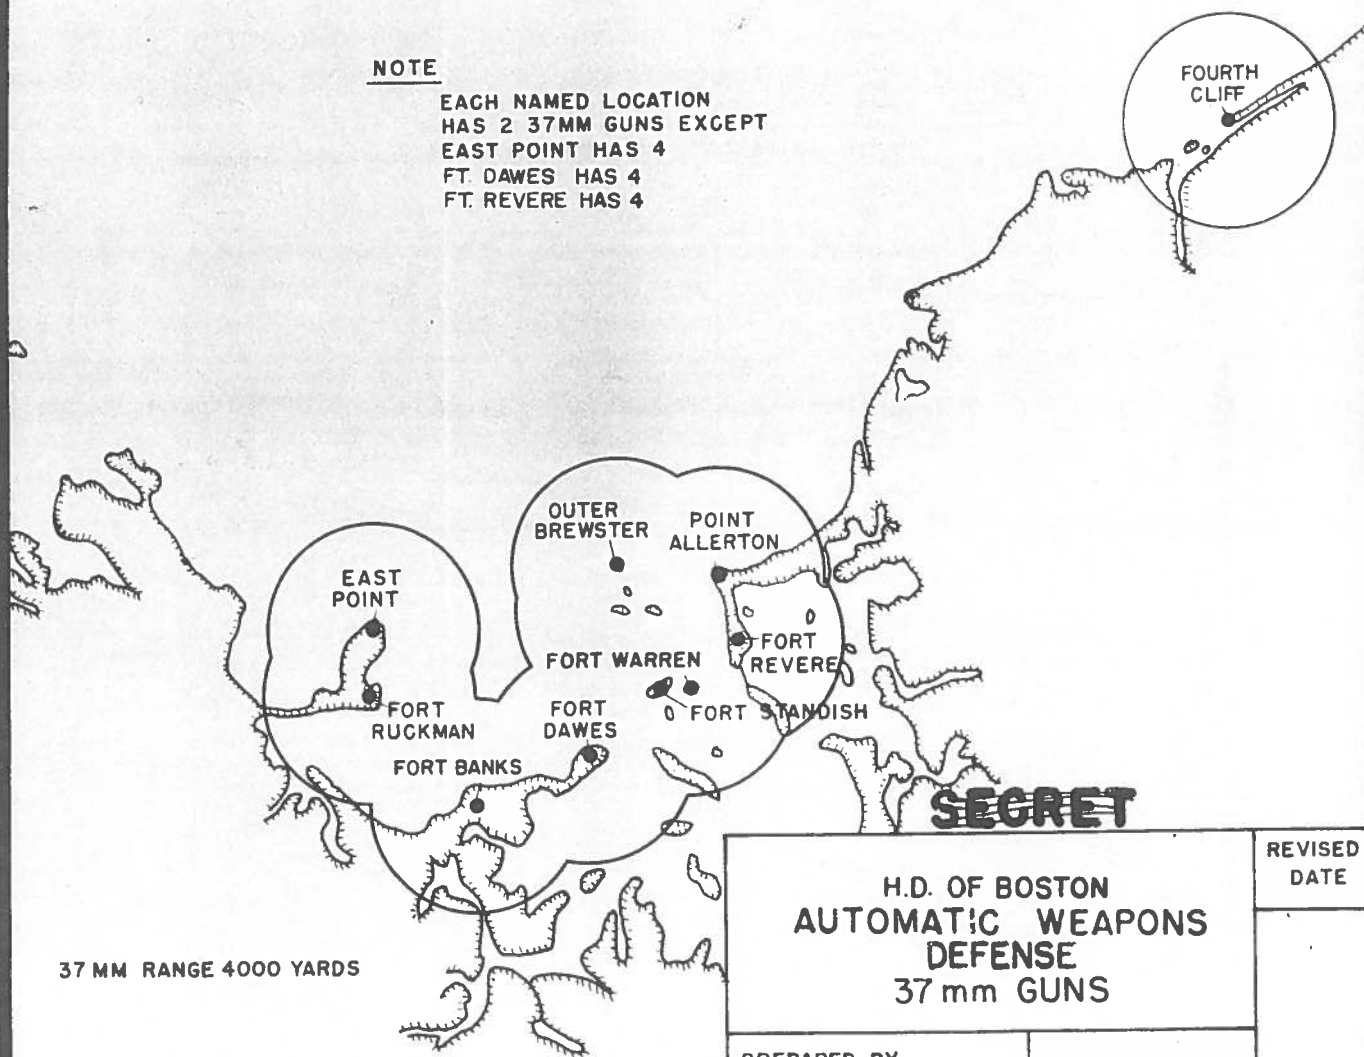 NOTE
EACH NAMED LOCATION
HAS 2 37MM GUNS EXCEPT
EAST POINT HAS 4
FT. DAWES HAS 4
FT. REVERE HAS 4
FOURTH
CLIFF
OUTER
BREWSTER
POINT
ALLERTON
EAST
POINT
FORT
REVERE
FORT WARREN
FORT STANDISH
FORT
RUCKMAN
FORT
DAWES
FORT BANKS
37 MM RANGE 4000 YARDS
SECRET
H.D. OF BOSTON
AUTOMATIC WEAPONS
DEFENSE
37 mm GUNS
REVISED
DATE
PREPARED BY